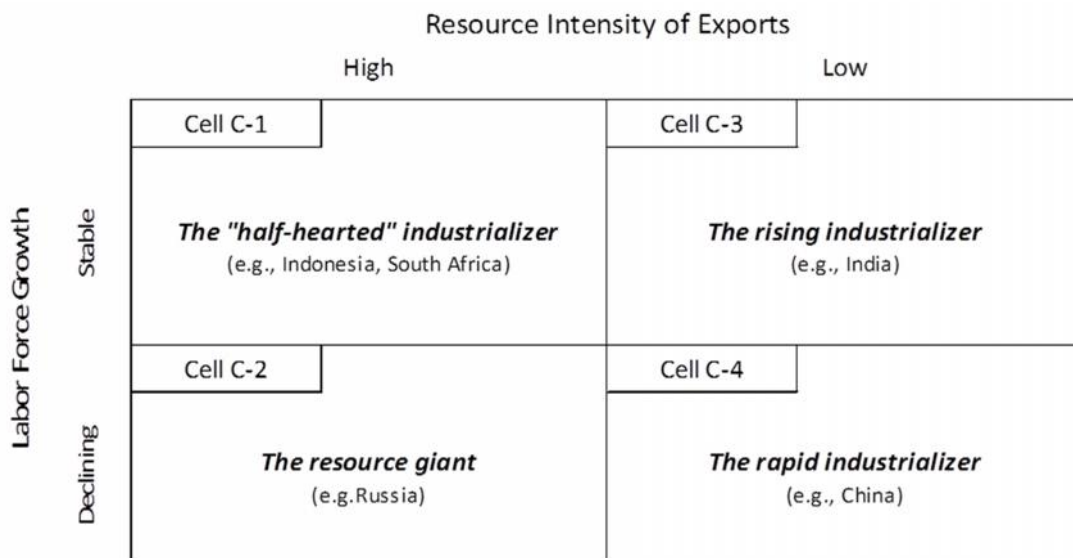 Resource Intensity of Exports
High
Low
Cell C-1
Cell C-3
Labor Force Growth
Stable
The "half-hearted" industrializer
(e.g., Indonesia, South Africa)
The rising industrializer
(e.g., India)
Cell C-2
Cell C-4
Declining
The resource giant
(e.g.Russia)
The rapid industrializer
(e.g., China)